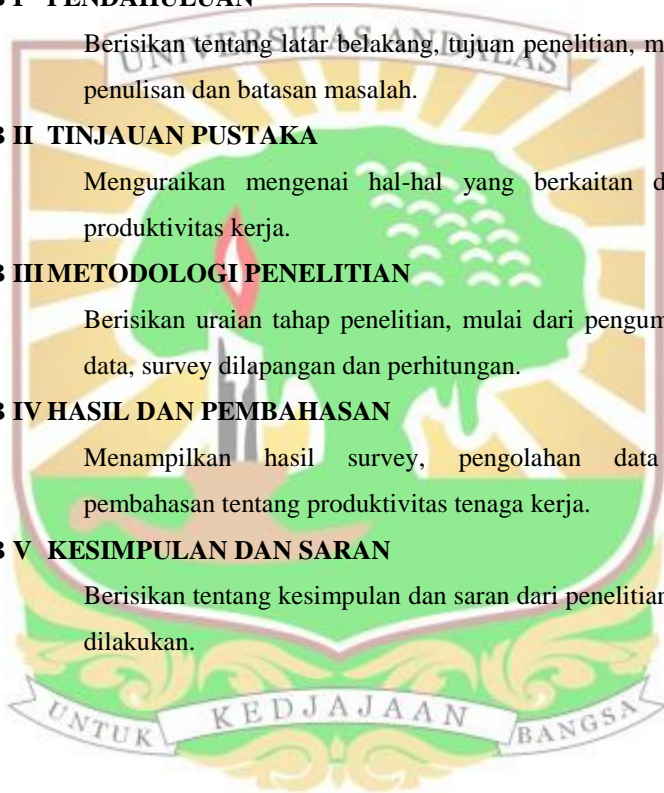 PENDAHULUAN
UNIVERSITAS ANDALAS
Berisikan tentang latar belakang, tujuan penelitian, m
penulisan dan batasan masalah.
II TINJAUAN PUSTAKA
Menguraikan mengenai hal-hal yang berkaitan d
produktivitas kerja.
III METODOLOGI PENELITIAN
Berisikan uraian tahap penelitian, mulai dari pengum
data, survey dilapangan dan perhitungan.
IV HASIL DAN PEMBAHASAN
Menampilkan hasil survey, pengolahan data
pembahasan tentang produktivitas tenaga kerja.
V KESIMPULAN DAN SARAN
Berisikan tentang kesimpulan dan saran dari penelitian
dilakukan.
UNTUK KEDJAJAAN BANGSA